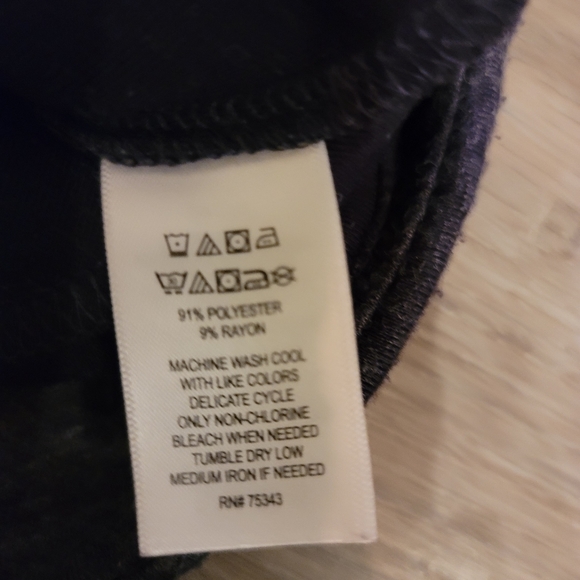 91% POLYESTER
9% RAYON
MACHINE WASH COOL
WITH LIKE COLORS
DELICATE CYCLE
ONLY NON-CHLORINE
BLEACH WHEN NEEDED
TUMBLE DRY LOW
MEDIUM IRON IF NEEDED
RN# 75343